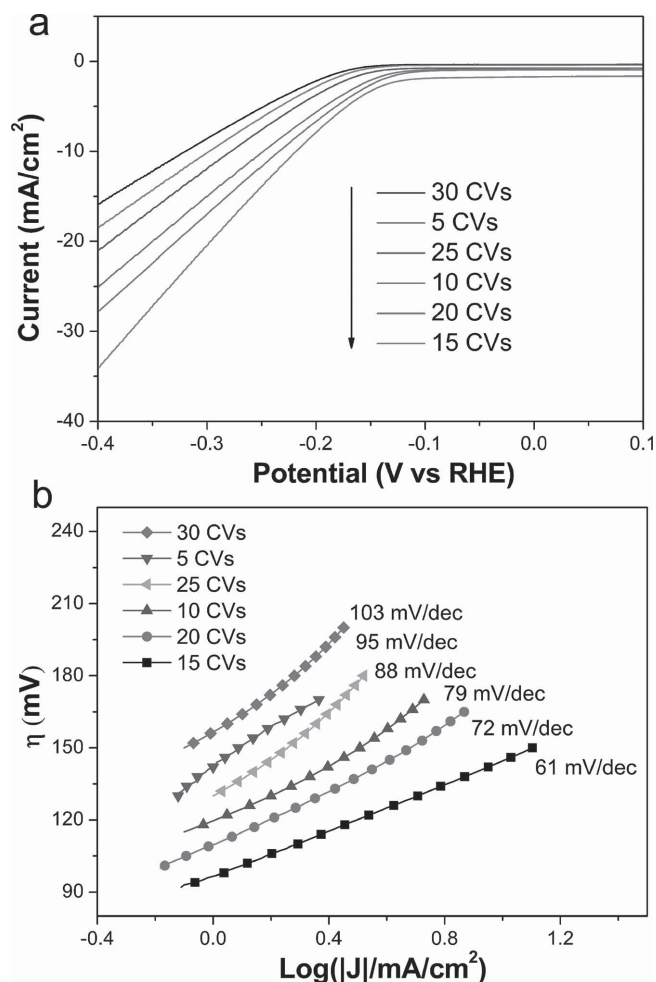 a
0
-10
-20
-30
-40
Current (mA/cm²)
30 CVs
5 CVs
25 CVs
10 CVs
20 CVs
15 CVs
-0.4 -0.3 -0.2 -0.1 0.0 0.1
Potential (V vs RHE)
b
240
210
180
150
120
90
η (mV)
30 CVs
5 CVs
25 CVs
10 CVs
20 CVs
15 CVs
103 mV/dec
95 mV/dec
88 mV/dec
79 mV/dec
72 mV/dec
61 mV/dec
-0.4 0.0 0.4 0.8 1.2
Log(|J|/mA/cm²)